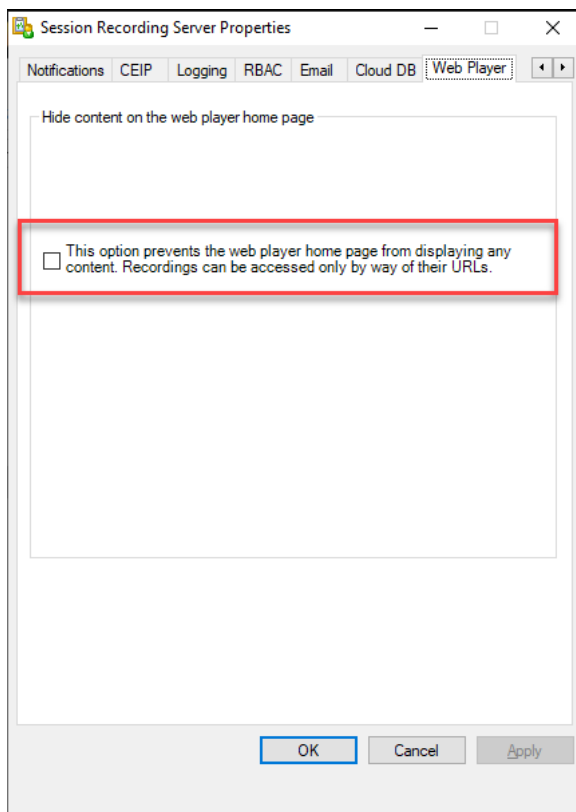 Session Recording Server Properties
Notifications CEIP Logging RBAC Email Cloud DB Web Player
Hide content on the web player home page
This option prevents the web player home page from displaying any
content. Recordings can be accessed only by way of their URLs.
OK Cancel Apply